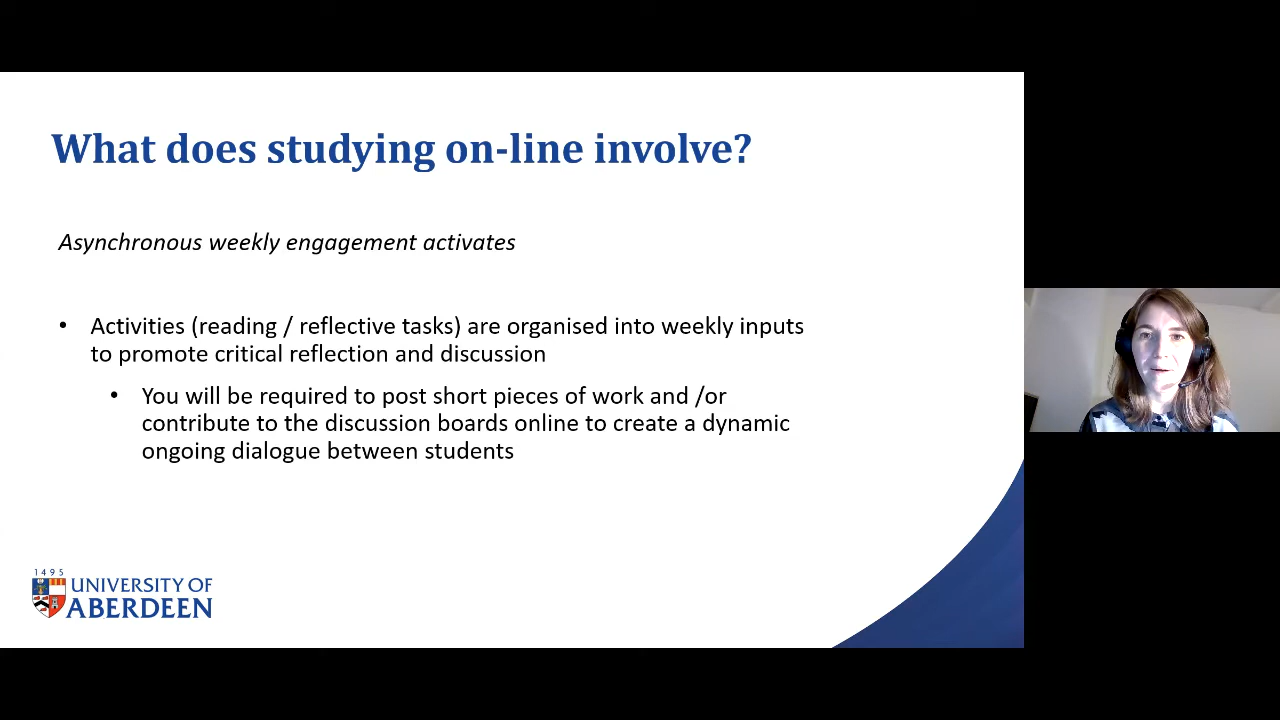 What does studying on-line involve?
Asynchronous weekly engagement activates
• Activities (reading / reflective tasks) are organised into weekly inputs
to promote critical reflection and discussion
• You will be required to post short pieces of work and /or
contribute to the discussion boards online to create a dynamic
ongoing dialogue between students
1495
UNIVERSITY OF
ABERDEEN